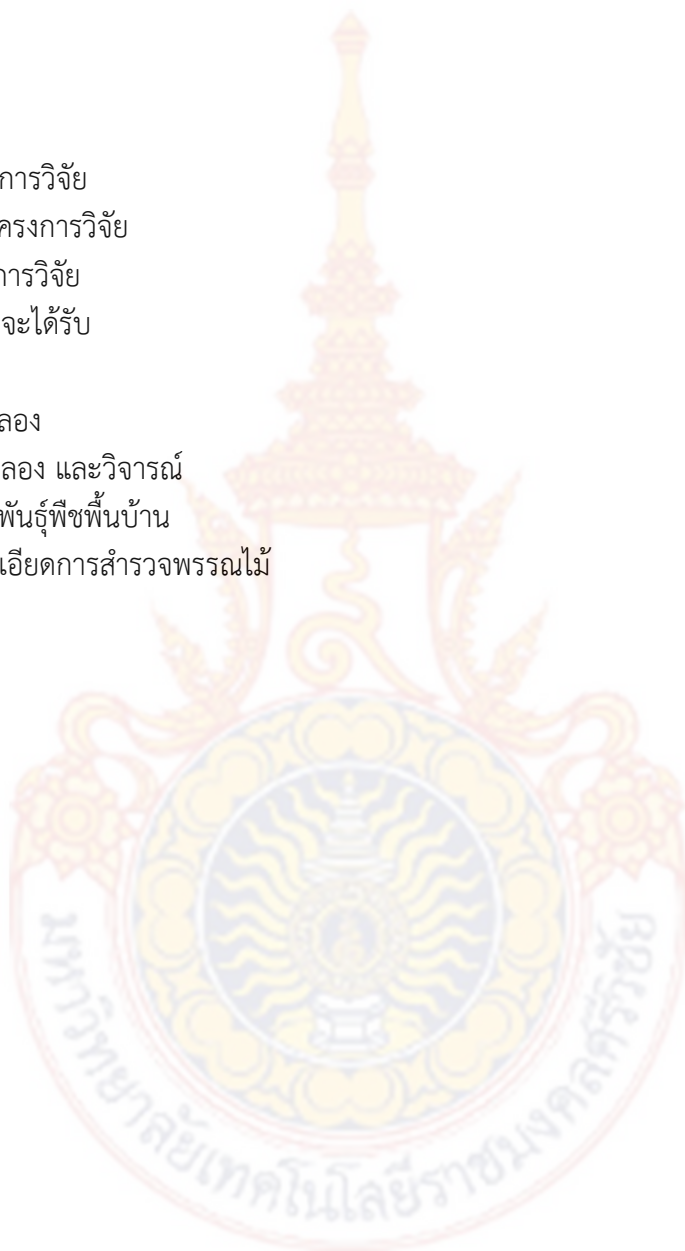 การวิจัย
ครงการวิจัย
การวิจัย
จะได้รับ
ลอง
ลอง และวิจารณ์
พันธุ์พืชพื้นบ้าน
เอียดการสำรวจพรรณไม้
มหาวิทยาลัยเทคโนโลยีราชมงคลศรีวิชัย